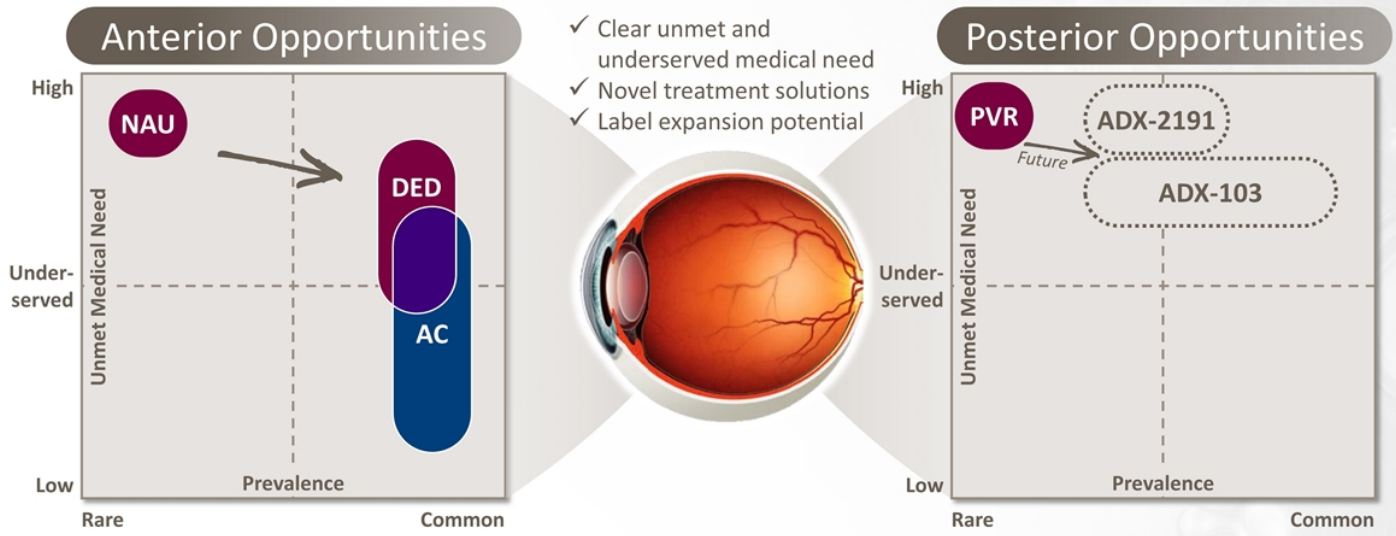 Anterior Opportunities
High
Under-
served
Low
Unmet Medical Need
NAU
DED
AC
Prevalence
Rare
Common
✓ Clear unmet and
underserved medical need
✓ Novel treatment solutions
✓ Label expansion potential
Posterior Opportunities
High
Under-
served
Low
Unmet Medical Need
PVR
Future
ADX-2191
ADX-103
Prevalence
Rare
Common